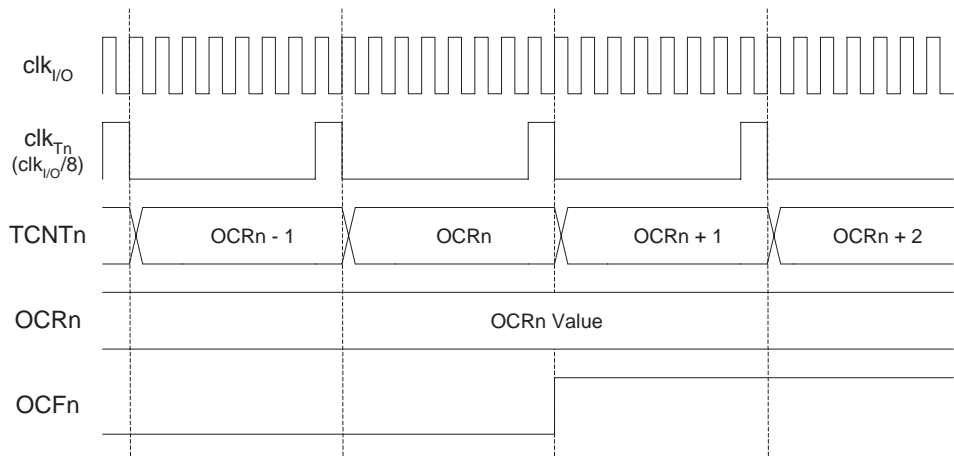 clkI/O
clkTn
(clkI/O/8)
TCNTn
OCRn - 1
OCRn
OCRn + 1
OCRn + 2
OCRn
OCRn Value
OCFn